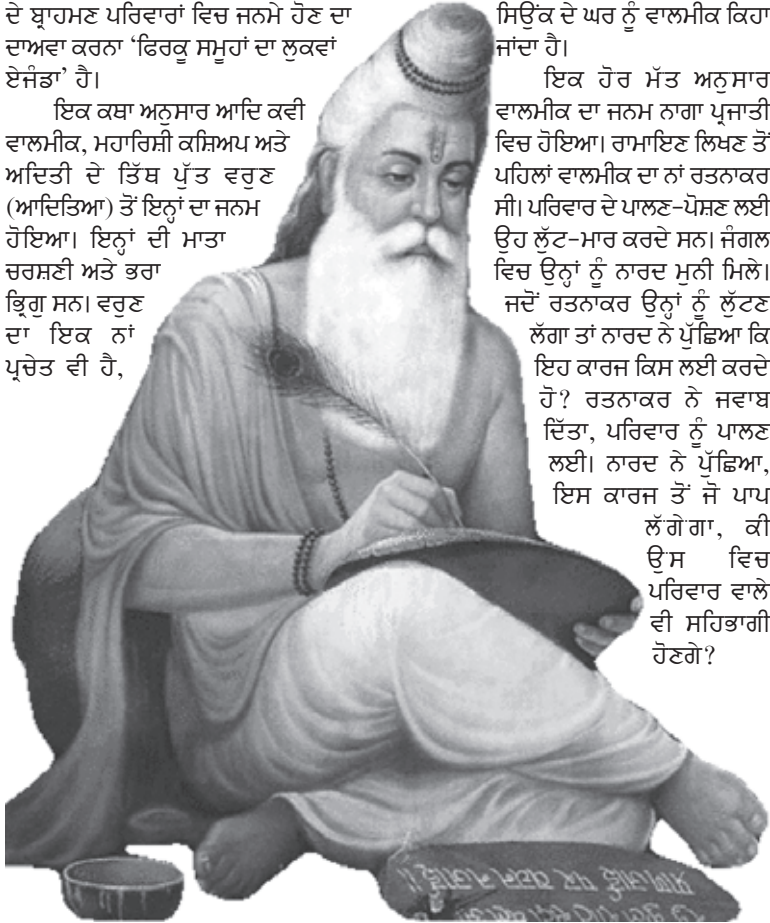 ਦੇ ਬ੍ਰਾਹਮਣ ਪਰਿਵਾਰਾਂ ਵਿਚ ਜਨਮੇ ਹੋਣ ਦਾ
ਦਾਅਵਾ ਕਰਨਾ ‘ਫਿਰਕੂ ਸਮੂਹਾਂ ਦਾ ਲੁਕਵਾਂ
ਏਜੰਡਾ’ ਹੈ।
ਇਕ ਕਥਾ ਅਨੁਸਾਰ ਆਦਿ ਕਵੀ
ਵਾਲਮੀਕ, ਮਹਾਰਿਸ਼ੀ ਕਸ਼ਿਅਪ ਅਤੇ
ਅਦਿਤੀ ਦੇ ਤਿੱਥ ਪੁੱਤ ਵਰੁਣ
(ਆਦਿਤਿਆ) ਤੋਂ ਇਨ੍ਹਾਂ ਦਾ ਜਨਮ
ਹੋਇਆ। ਇਨ੍ਹਾਂ ਦੀ ਮਾਤਾ
ਚਰਸ਼ਣੀ ਅਤੇ ਭਰਾ
ਭ੍ਰਿਗੁ ਸਨ। ਵਰੁਣ
ਦਾ ਇਕ ਨਾਂ
ਪ੍ਰਚੇਤ ਵੀ ਹੈ,
ਸਿਉਂਕ ਦੇ ਘਰ ਨੂੰ ਵਾਲਮੀਕ ਕਿਹਾ
ਜਾਂਦਾ ਹੈ।
ਇਕ ਹੋਰ ਮੱਤ ਅਨੁਸਾਰ
ਵਾਲਮੀਕ ਦਾ ਜਨਮ ਨਾਗਾ ਪ੍ਰਜਾਤੀ
ਵਿਚ ਹੋਇਆ। ਰਾਮਾਇਣ ਲਿਖਣ ਤੋਂ
ਪਹਿਲਾਂ ਵਾਲਮੀਕ ਦਾ ਨਾਂ ਰਤਨਾਕਰ
ਸੀ। ਪਰਿਵਾਰ ਦੇ ਪਾਲਣ-ਪੋਸ਼ਣ ਲਈ
ਉਹ ਲੁੱਟ-ਮਾਰ ਕਰਦੇ ਸਨ। ਜੰਗਲ
ਵਿਚ ਉਨ੍ਹਾਂ ਨੂੰ ਨਾਰਦ ਮੁਨੀ ਮਿਲੇ।
ਜਦੋਂ ਰਤਨਾਕਰ ਉਨ੍ਹਾਂ ਨੂੰ ਲੁੱਟਣ
ਲੱਗਾ ਤਾਂ ਨਾਰਦ ਨੇ ਪੁੱਛਿਆ ਕਿ
ਇਹ ਕਾਰਜ ਕਿਸ ਲਈ ਕਰਦੇ
ਹੋ? ਰਤਨਾਕਰ ਨੇ ਜਵਾਬ
ਦਿੱਤਾ, ਪਰਿਵਾਰ ਨੂੰ ਪਾਲਣ
ਲਈ। ਨਾਰਦ ਨੇ ਪੁੱਛਿਆ,
ਇਸ ਕਾਰਜ ਤੋਂ ਜੋ ਪਾਪ
ਲੱਗੇਗਾ, ਕੀ
ਉਸ ਵਿਚ
ਪਰਿਵਾਰ ਵਾਲੇ
ਵੀ ਸਹਿਭਾਗੀ
ਹੋਣਗੇ?